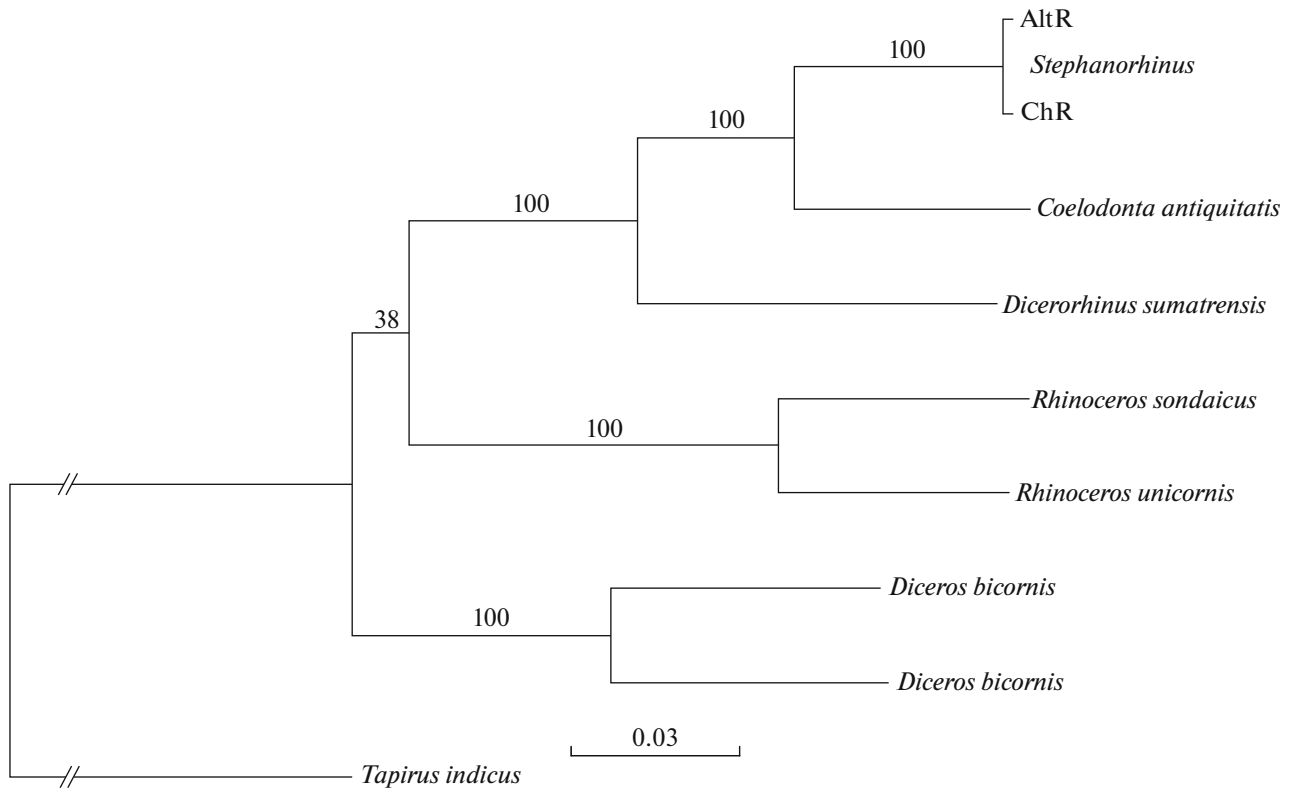 AltR
100
Stephanorhinus
ChR
100
100
Coelodonta antiquitatis
Dicerorhinus sumatrensis
38
Rhinoceros sondaicus
100
Rhinoceros unicornis
Diceros bicornis
100
Diceros bicornis
0.03
Tapirus indicus